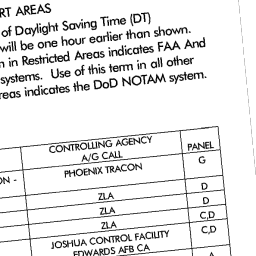 RT AREAS
of Daylight Saving Time (DT)
will be one hour earlier than shown.
in Restricted Areas indicates FAA And
systems. Use of this term in all other
reas indicates the DoD NOTAM system.
CONTROLLING AGENCY
A/G CALL
PANEL
ON - PHOENIX TRACON G
ZLA D
ZLA D
ZLA C,D
JOSHUA CONTROL FACILITY C,D
EDWARDS AFB CA